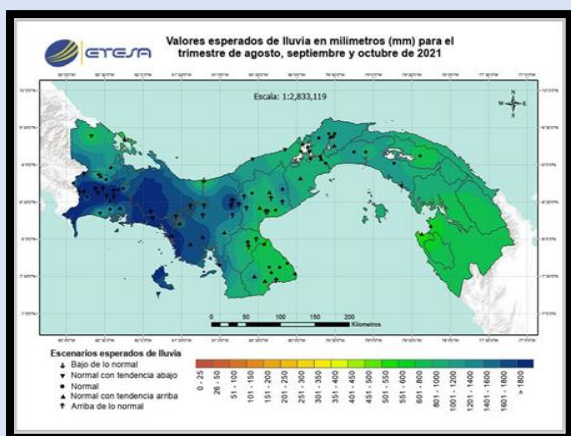 ETESA
Valores esperados de lluvia en milímetros (mm) para el
trimestre de agosto, septiembre y octubre de 2021
Escala: 1:2,833,119
N
W E
S
0 50 100 150 200
Kilometros
Escenarios esperados de lluvia
Bajo de lo normal
Normal con tendencia abajo
Normal
Normal con tendencia arriba
Arriba de lo normal
0 - 25
26 - 50
51 - 100
101 - 150
151 - 200
201 - 250
251 - 300
301 - 350
351 - 400
401 - 450
451 - 500
501 - 550
551 - 600
601 - 800
801 - 1000
1001 - 1200
1201 - 1400
1401 - 1600
1601 - 1800
> 1800